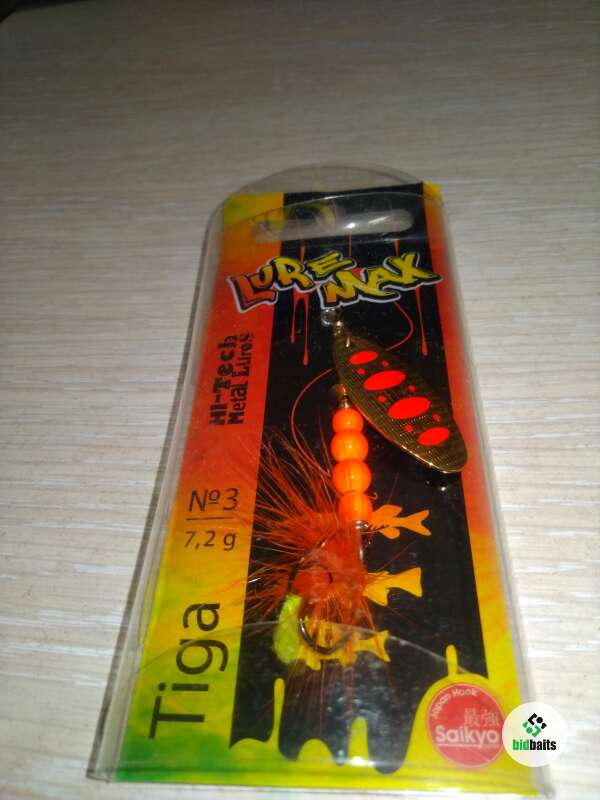 LURE
MAX
Hi-Tech
Metal Lures
№3
7,2 g
Tiga
Japan Hook
最強
Saikyo
bidbaits